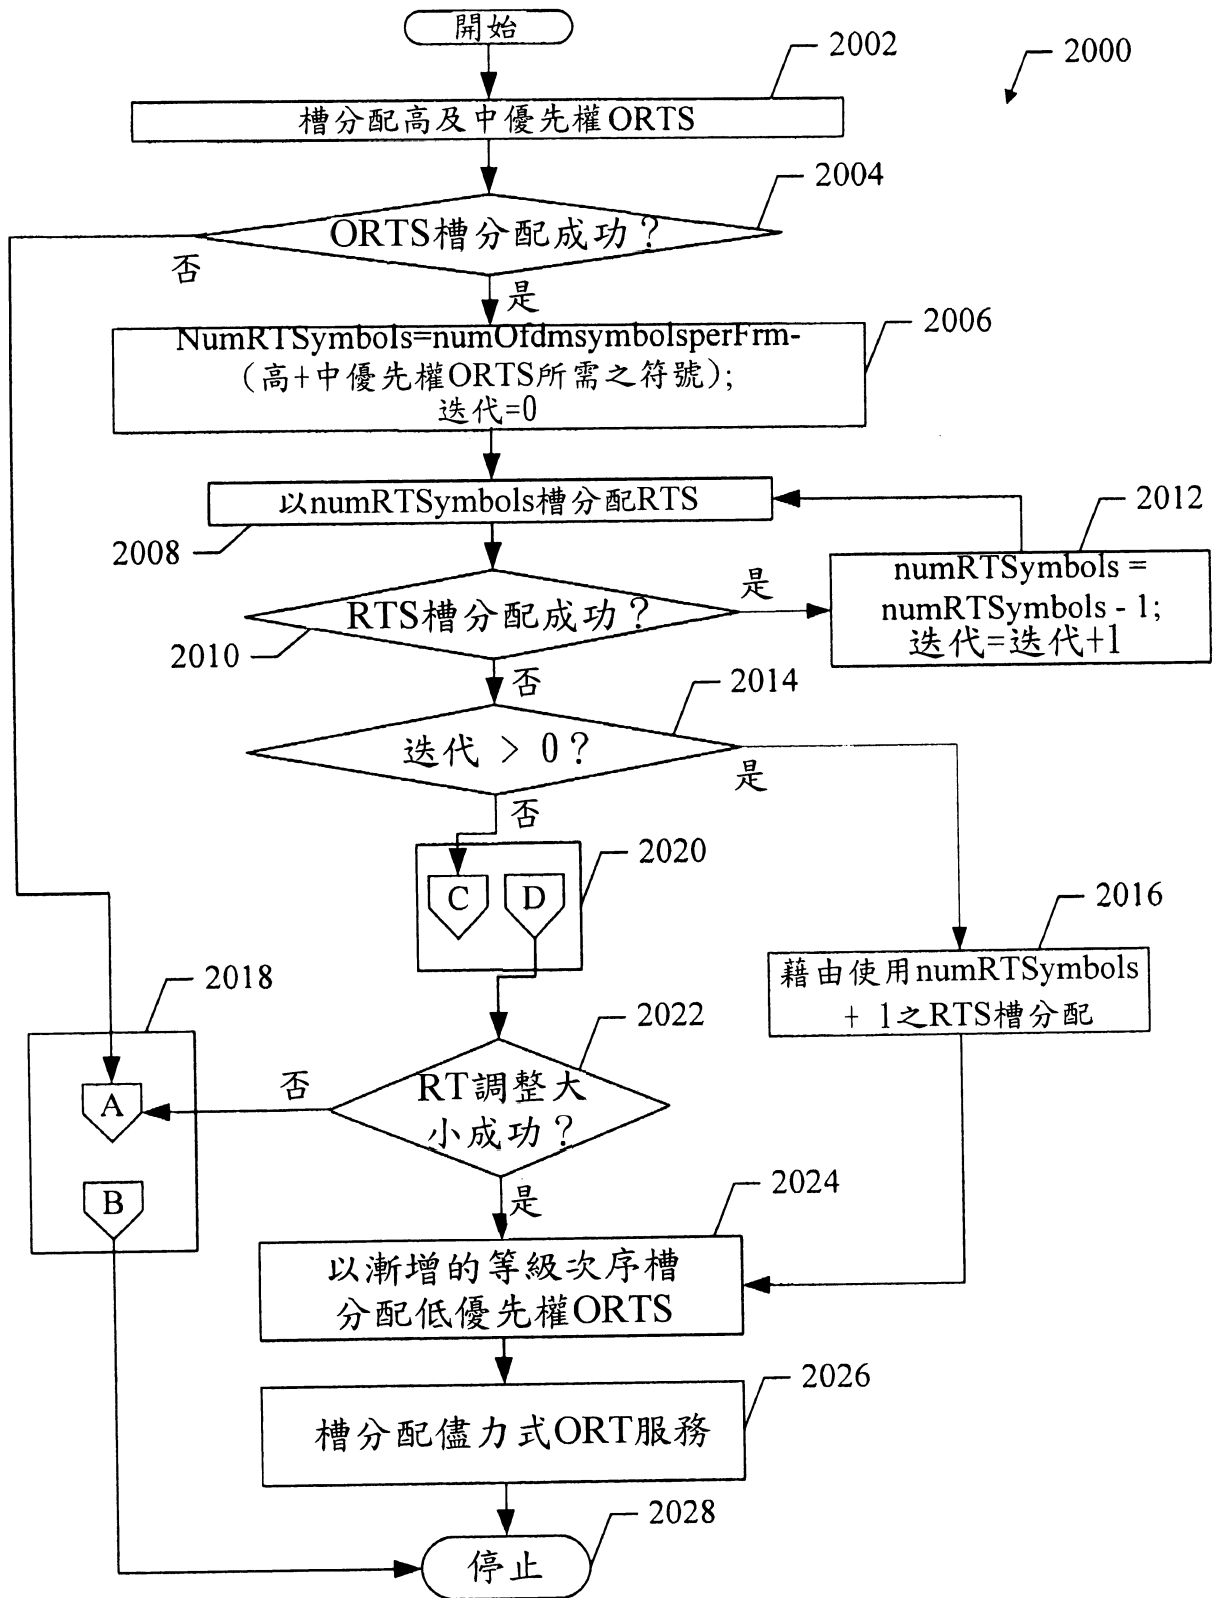 開始
2002
2000
槽分配高及中優先權ORTS
2004
ORTS槽分配成功？
否
是
2006
NumRTSymbols=numOfdmsymbolsperFrm-
(高+中優先權ORTS所需之符號);
迭代=0
以numRTSymbols槽分配RTS
2008
2012
numRTSymbols =
numRTSymbols - 1;
迭代=迭代+1
是
RTS槽分配成功？
2010
否
2014
迭代 > 0？
是
否
2020
C
D
2016
藉由使用numRTSymbols
+ 1之RTS槽分配
2018
2022
RT調整大
小成功？
否
A
B
是
2024
以漸增的等級次序槽
分配低優先權ORTS
2026
槽分配儘力式ORT服務
2028
停止